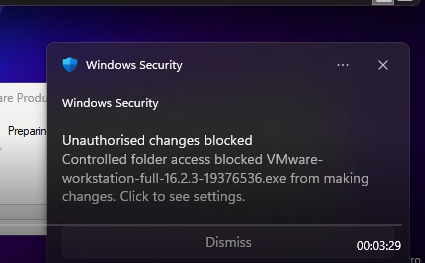 Windows Security
are Produ
Windows Security
Preparin
Unauthorised changes blocked
Controlled folder access blocked VMware-
workstation-full-16.2.3-19376536.exe from making
changes. Click to see settings.
Dismiss
00:03:29
ro